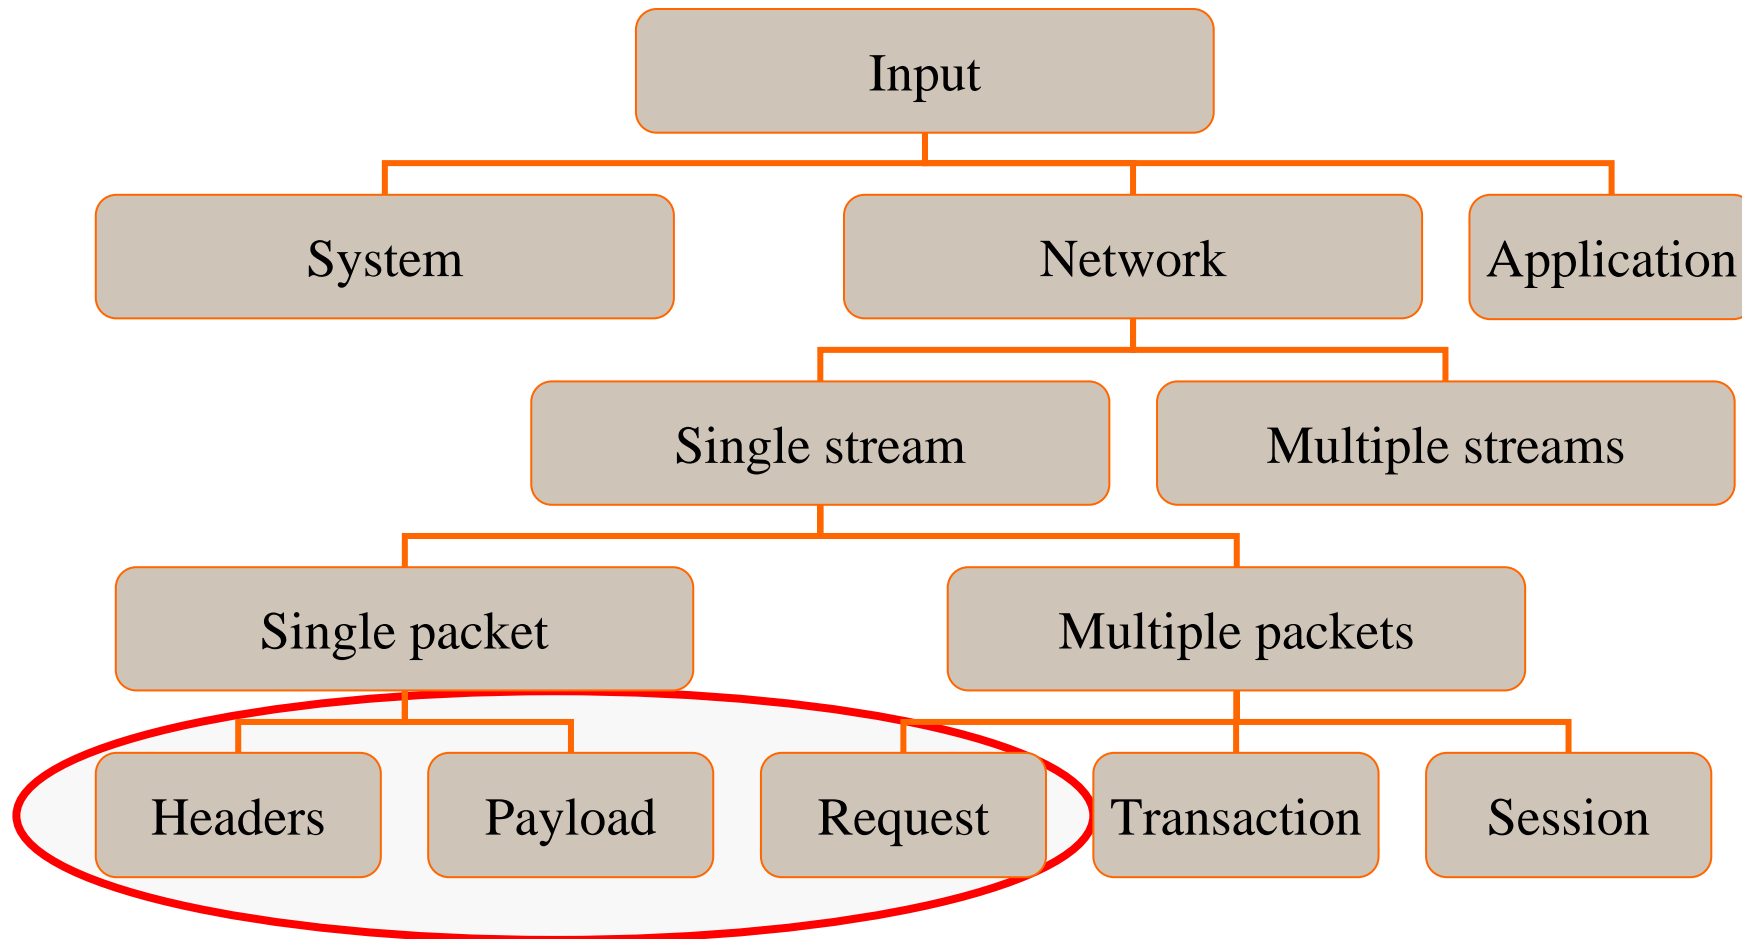 Input
System
Network
Application
Single stream
Multiple streams
Single packet
Multiple packets
Headers
Payload
Request
Transaction
Session